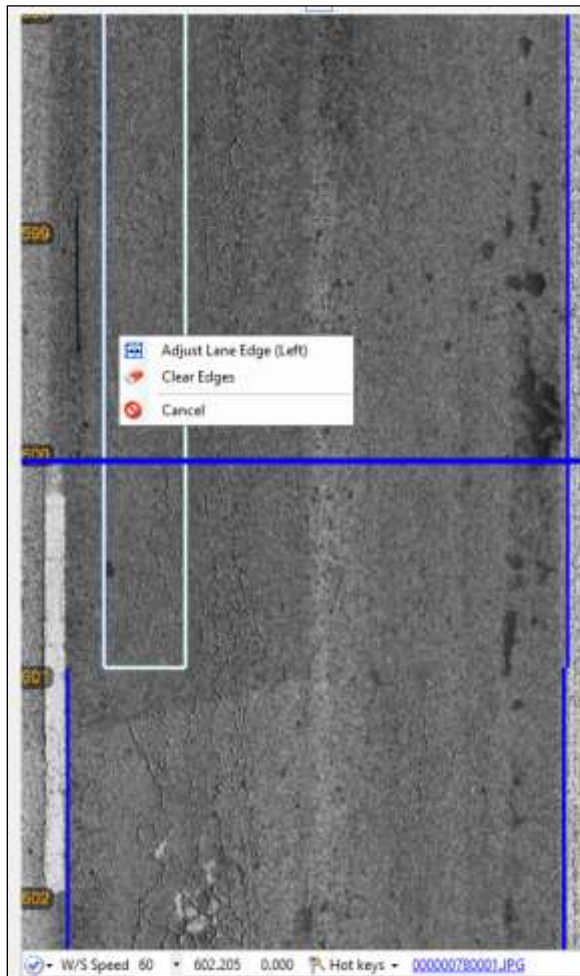 599
Adjust Lane Edge (Left)
Clear Edges
Cancel
600
601
602
W/S Speed 60 602.205 0.000 Hot keys 000000780001.JPG